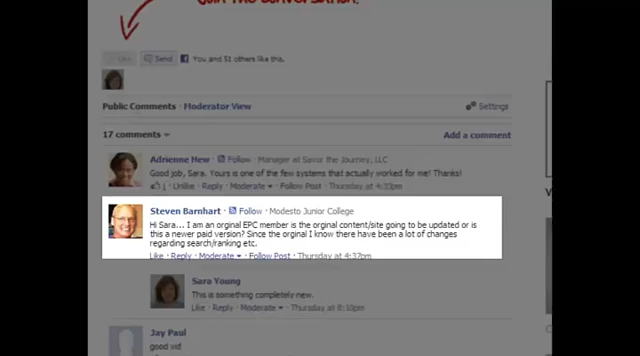 Join the conversation!
Like Send You and 51 others like this.
Public Comments · Moderator View Settings
17 comments Add a comment
Adrienne Hew · Follow · Manager at Savor the Journey, LLC
Good job, Sara. Yours is one of the few systems that actually worked for me! Thanks!
1 · Unlike · Reply · Moderate · Follow Post · Thursday at 4:33pm
Steven Barnhart · Follow · Modesto Junior College
Hi Sara... I am an orginal EPC member is the orginal content/site going to be updated or is
this a newer paid version? Since the orginal I know there have been a lot of changes
regarding search/ranking etc.
Like · Reply · Moderate · Follow Post · Thursday at 4:37pm
Sara Young
This is something completely new.
Like · Reply · Moderate · Thursday at 8:10pm
Jay Paul
good vid